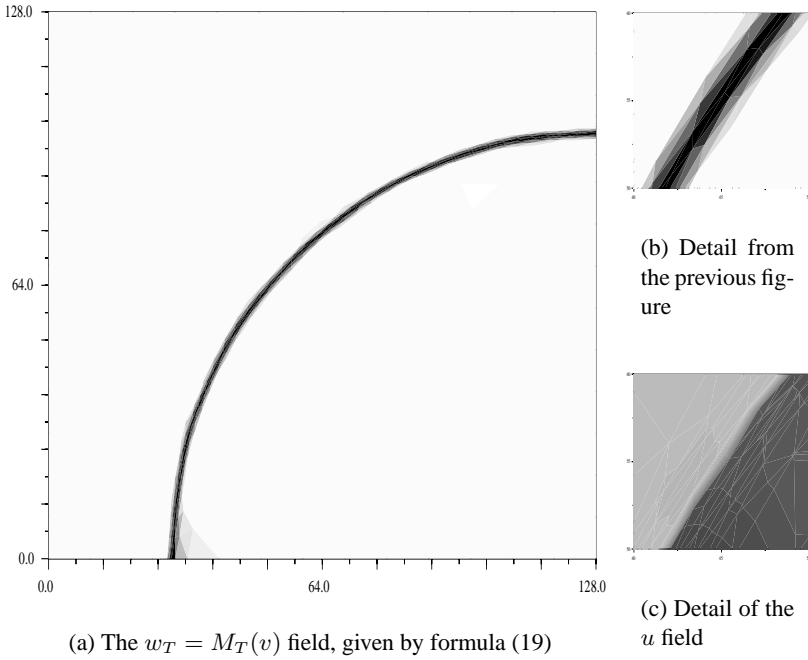 128.0
64.0
0.0
0.0
64.0
128.0
(a) The w_T = M_T(v) field, given by formula (19)
(b) Detail from
the previous fig-
ure
(c) Detail of the
u field